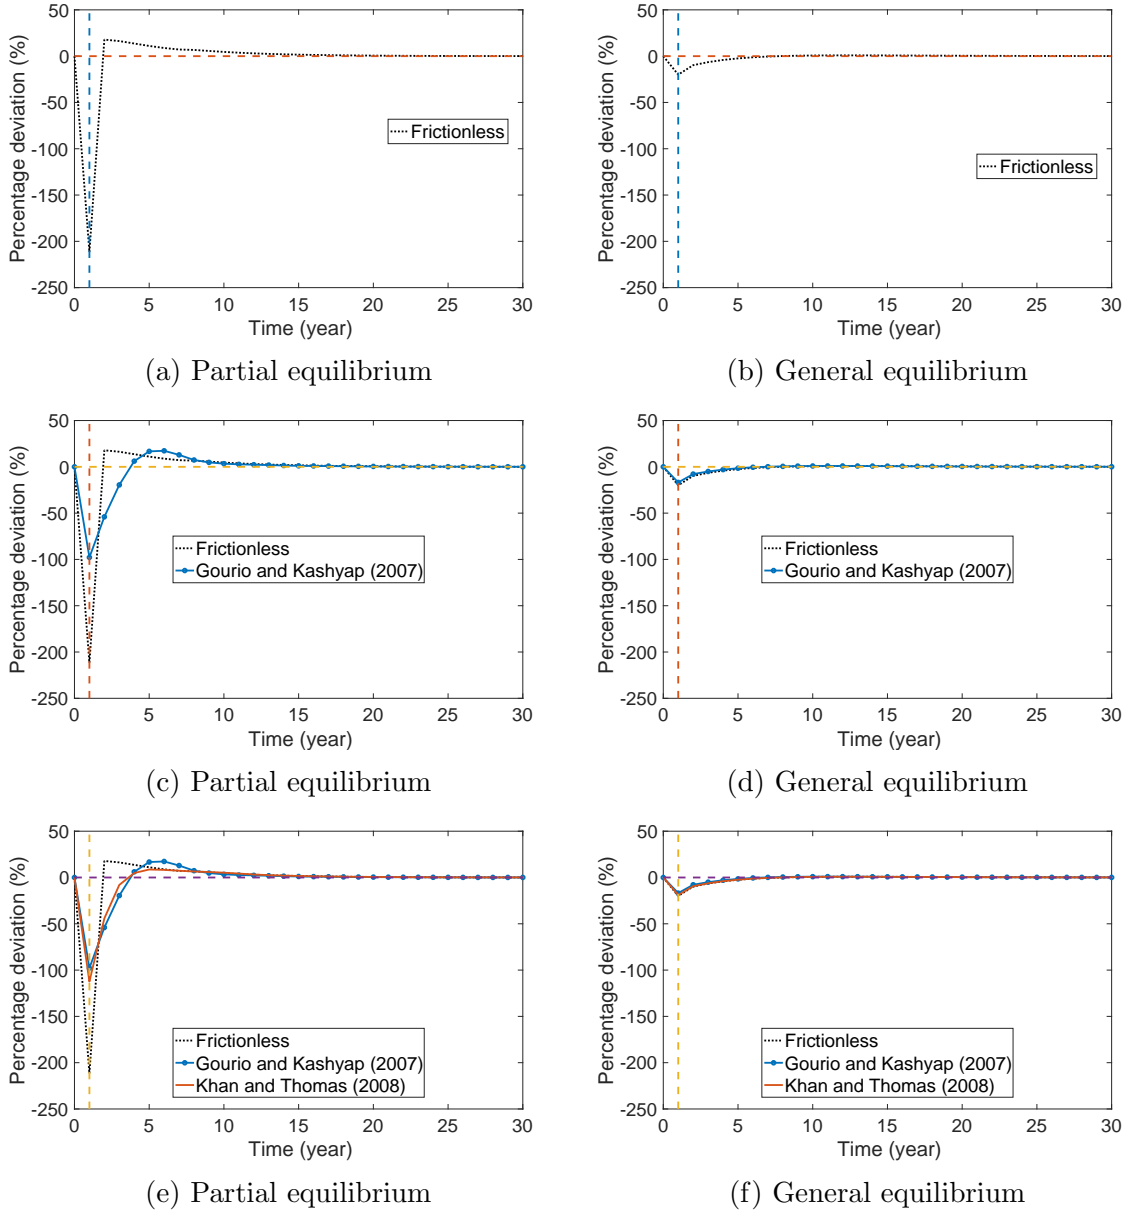 50
0
-50
-100
-150
-200
-250
Percentage deviation (%)
Frictionless
0 5 10 15 20 25 30
Time (year)
(a) Partial equilibrium
50
0
-50
-100
-150
-200
-250
Percentage deviation (%)
Frictionless
0 5 10 15 20 25 30
Time (year)
(b) General equilibrium
50
0
-50
-100
-150
-200
-250
Percentage deviation (%)
Frictionless
Gourio and Kashyap (2007)
0 5 10 15 20 25 30
Time (year)
(c) Partial equilibrium
50
0
-50
-100
-150
-200
-250
Percentage deviation (%)
Frictionless
Gourio and Kashyap (2007)
0 5 10 15 20 25 30
Time (year)
(d) General equilibrium
50
0
-50
-100
-150
-200
-250
Percentage deviation (%)
Frictionless
Gourio and Kashyap (2007)
Khan and Thomas (2008)
0 5 10 15 20 25 30
Time (year)
(e) Partial equilibrium
50
0
-50
-100
-150
-200
-250
Percentage deviation (%)
Frictionless
Gourio and Kashyap (2007)
Khan and Thomas (2008)
0 5 10 15 20 25 30
Time (year)
(f) General equilibrium